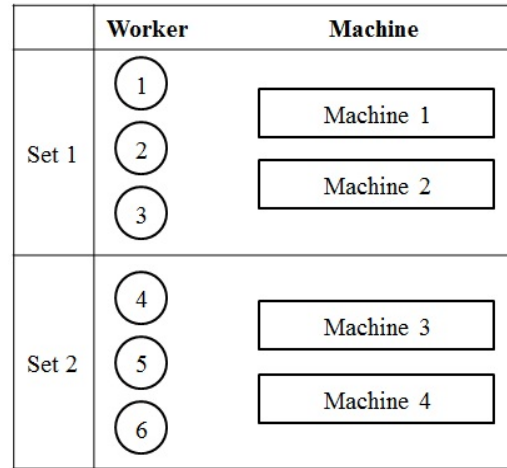 Worker Machine
1
Machine 1
Set 1
2
Machine 2
3
4
Machine 3
Set 2
5
Machine 4
6